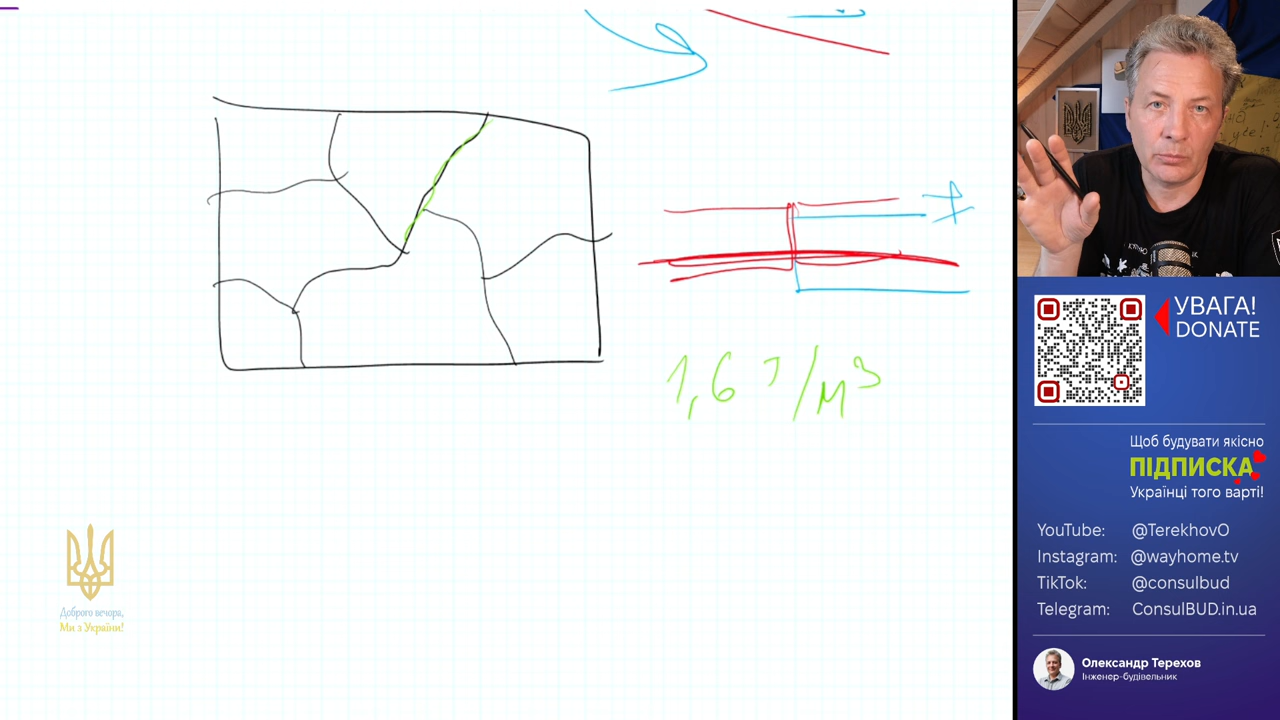 1,6 т/м³
Доброго вечора,
Ми з України!
УВАГА!
DONATE
Щоб будувати якісно
ПІДПИСКА
Українці того варті!
YouTube: @TerekhovO
Instagram: @wayhome.tv
TikTok: @consulbud
Telegram: ConsulBUD.in.ua
Олександр Терехов
Інженер-будівельник